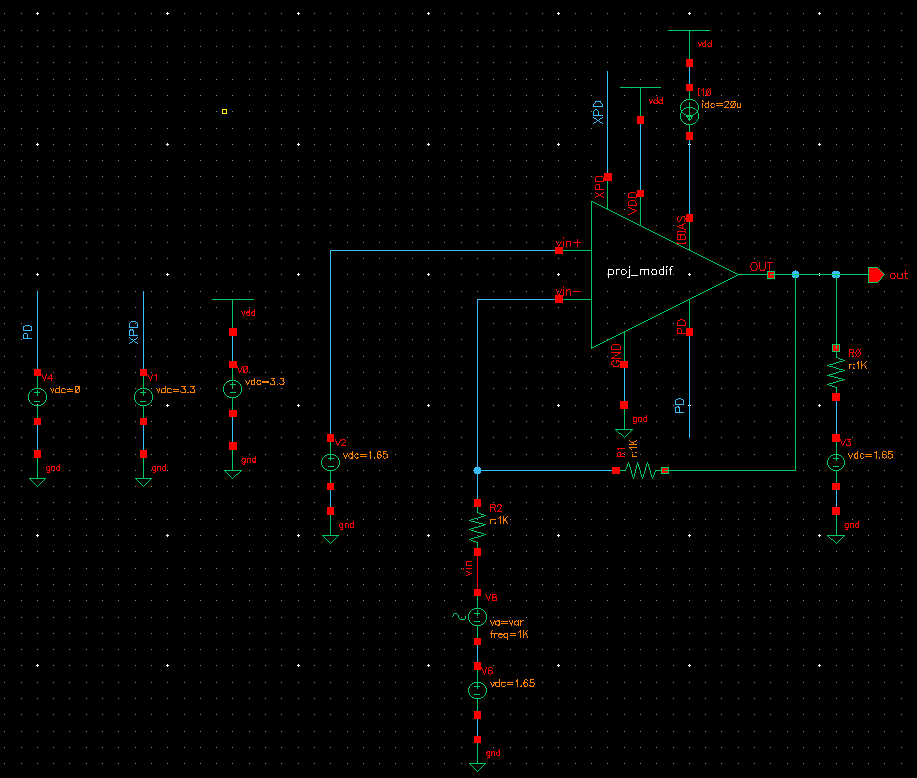 vdd
I10
idc=20u
XPD
vdd
XPD
VDD
IBIAS
vin+
proj_modif
OUT
out
vin-
PD
GND
PD
gnd
R0
r:1K
PD
V4
vdc=0
gnd
XPD
V1
vdc=3.3
gnd
vdd
V0
vdc=3.3
gnd
V2
vdc=1.65
gnd
R1
r:1K
V3
vdc=1.65
gnd
R2
r:1K
vin
va=var
freq=1K
vdc=1.65
gnd